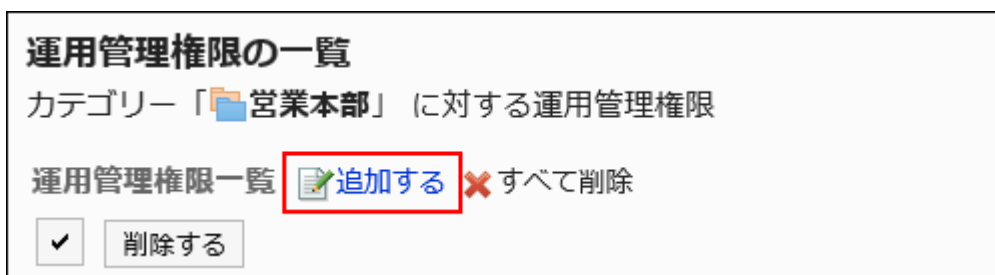 運用管理権限の一覧
カテゴリー「営業本部」 に対する運用管理権限
運用管理権限一覧 追加する すべて削除
削除する